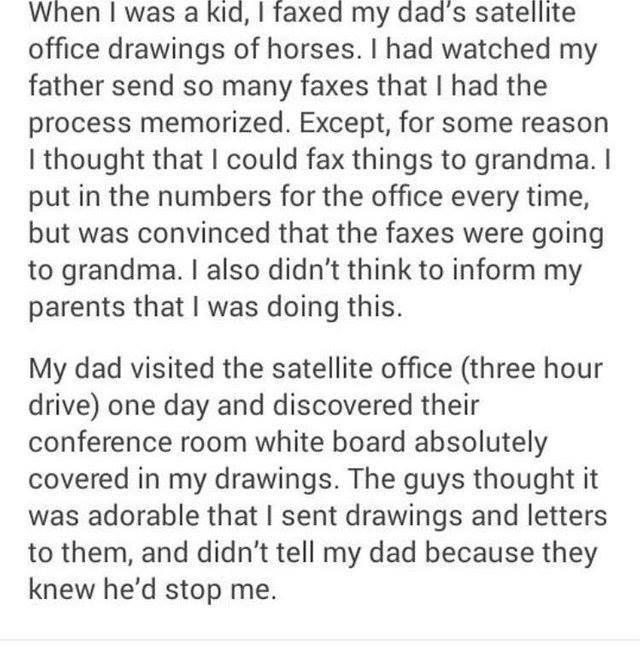 When I was a kid, I faxed my dad's satellite
office drawings of horses. I had watched my
father send so many faxes that I had the
process memorized. Except, for some reason
I thought that I could fax things to grandma. I
put in the numbers for the office every time,
but was convinced that the faxes were going
to grandma. I also didn't think to inform my
parents that I was doing this.
My dad visited the satellite office (three hour
drive) one day and discovered their
conference room white board absolutely
covered in my drawings. The guys thought it
was adorable that I sent drawings and letters
to them, and didn't tell my dad because they
knew he'd stop me.